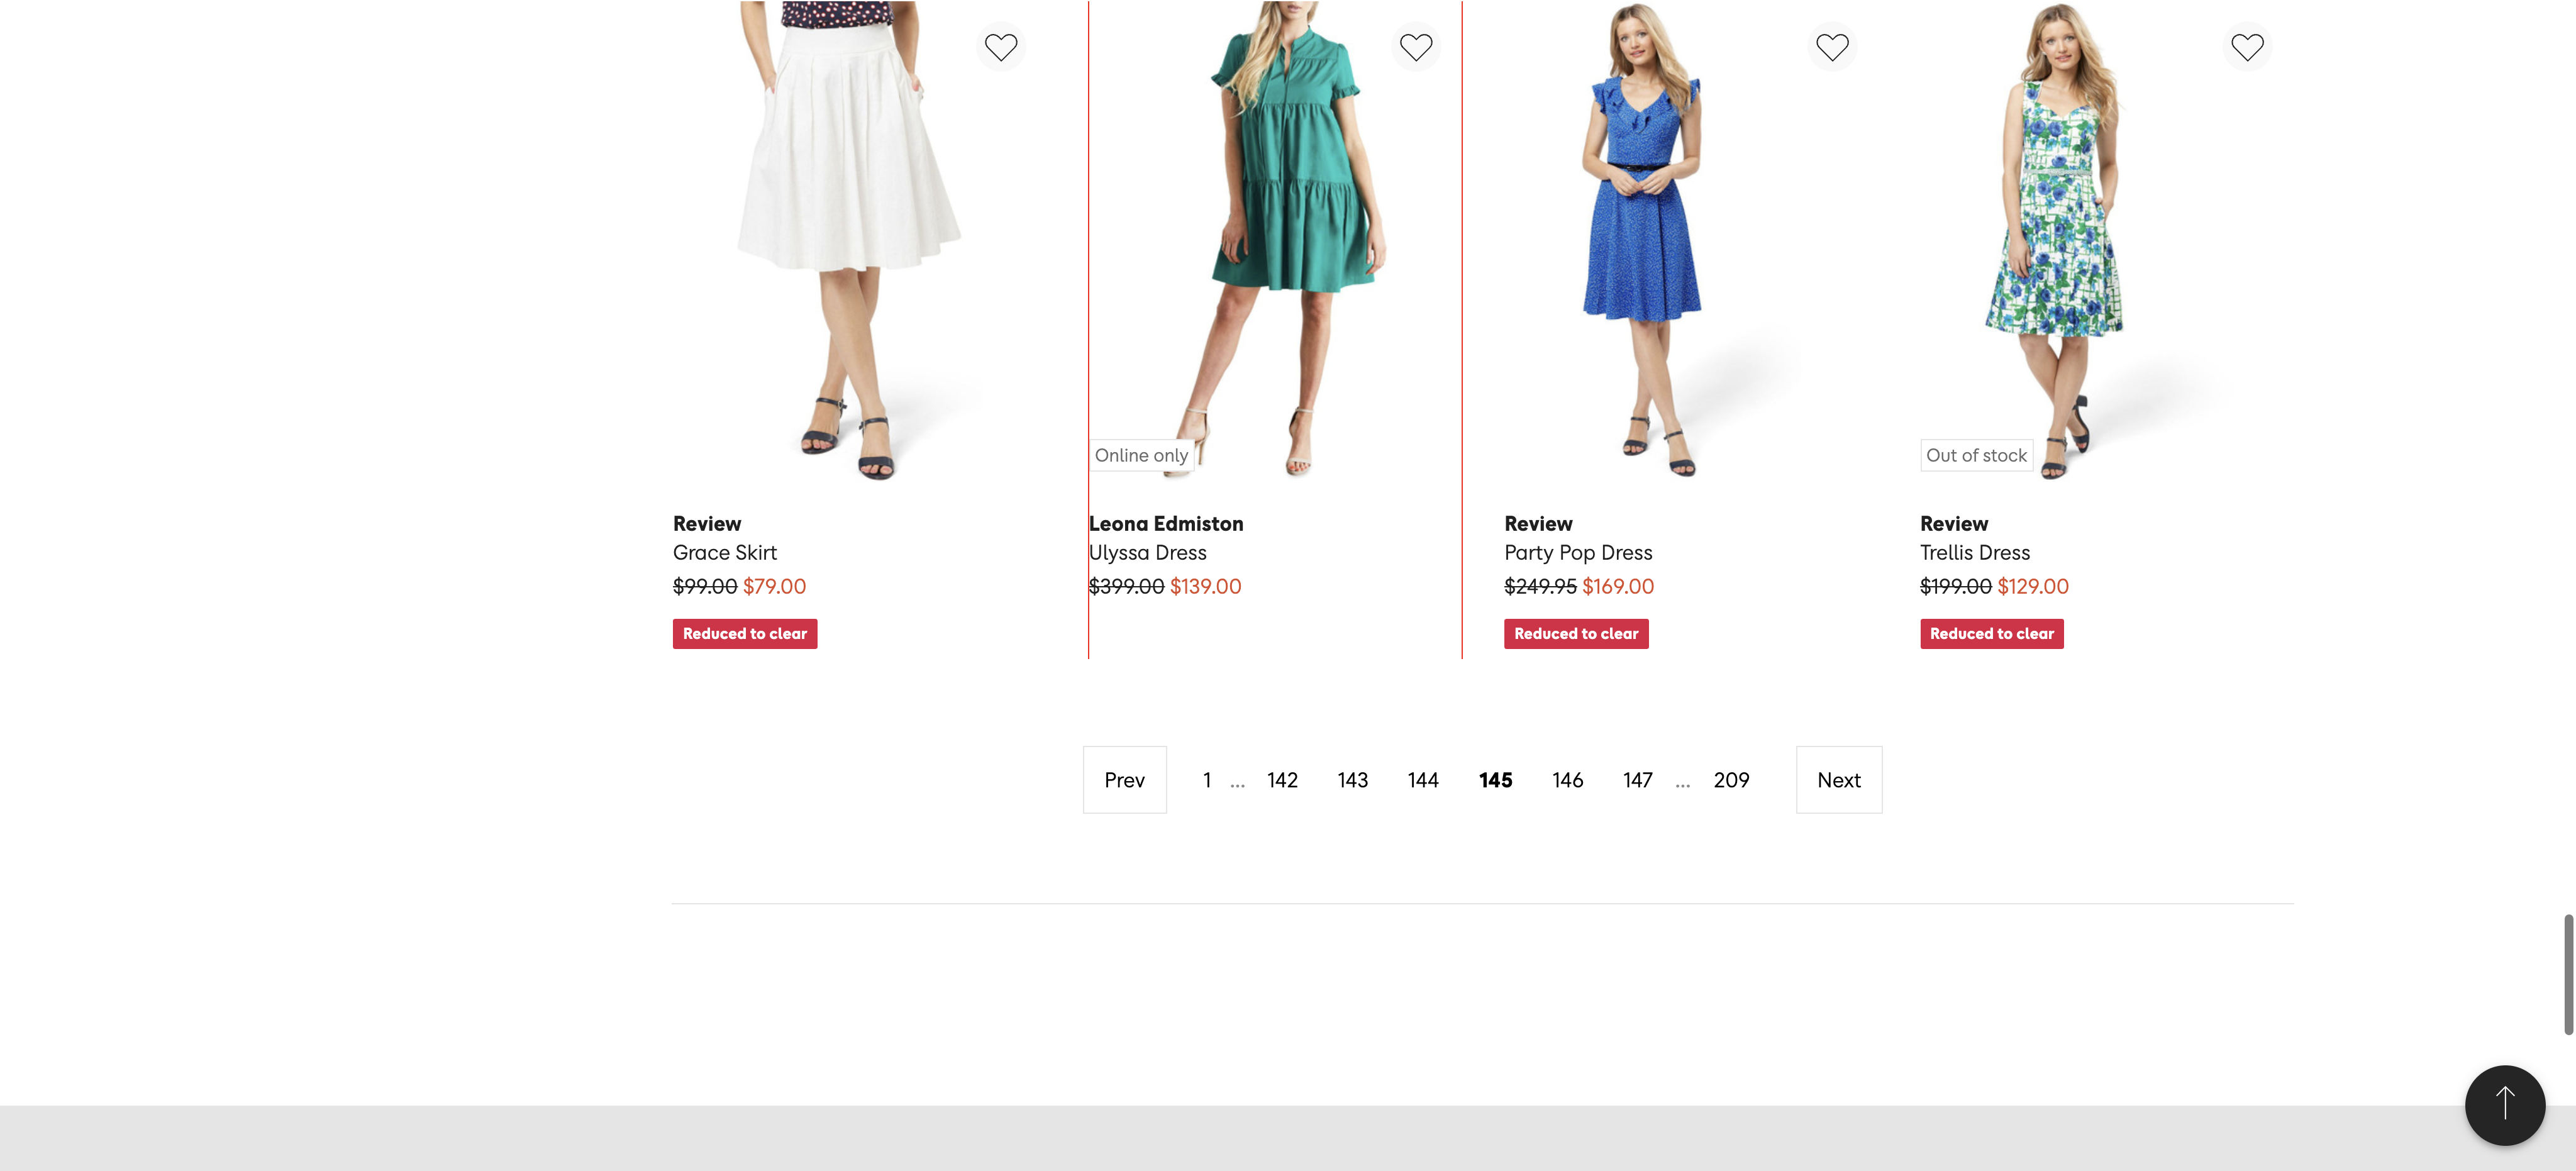 Online only
Out of stock
Review
Grace Skirt
$99.00 $79.00
Reduced to clear
Leona Edmiston
Ulyssa Dress
$399.00 $139.00
Review
Party Pop Dress
$249.95 $169.00
Reduced to clear
Review
Trellis Dress
$199.00 $129.00
Reduced to clear
Prev 1 ... 142 143 144 145 146 147 ... 209 Next